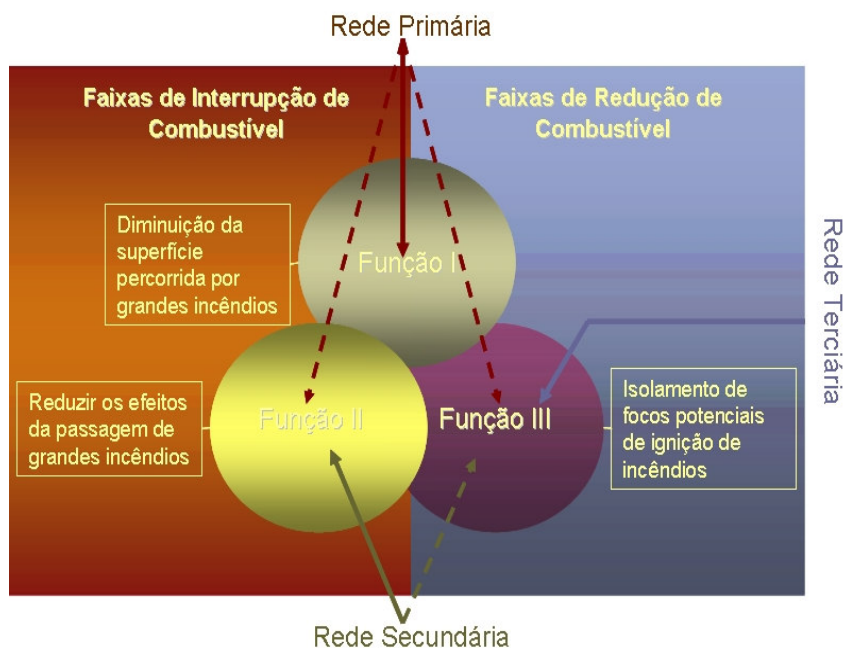 Rede Primária
Faixas de Interrupção de
Combustível
Faixas de Redução de
Combustível
Diminuição da
superfície
percorrida por
grandes incêndios
Função I
Rede Terciária
Reduzir os efeitos
da passagem de
grandes incêndios
Função II
Função III
Isolamento de
focos potenciais
de ignição de
incêndios
Rede Secundária